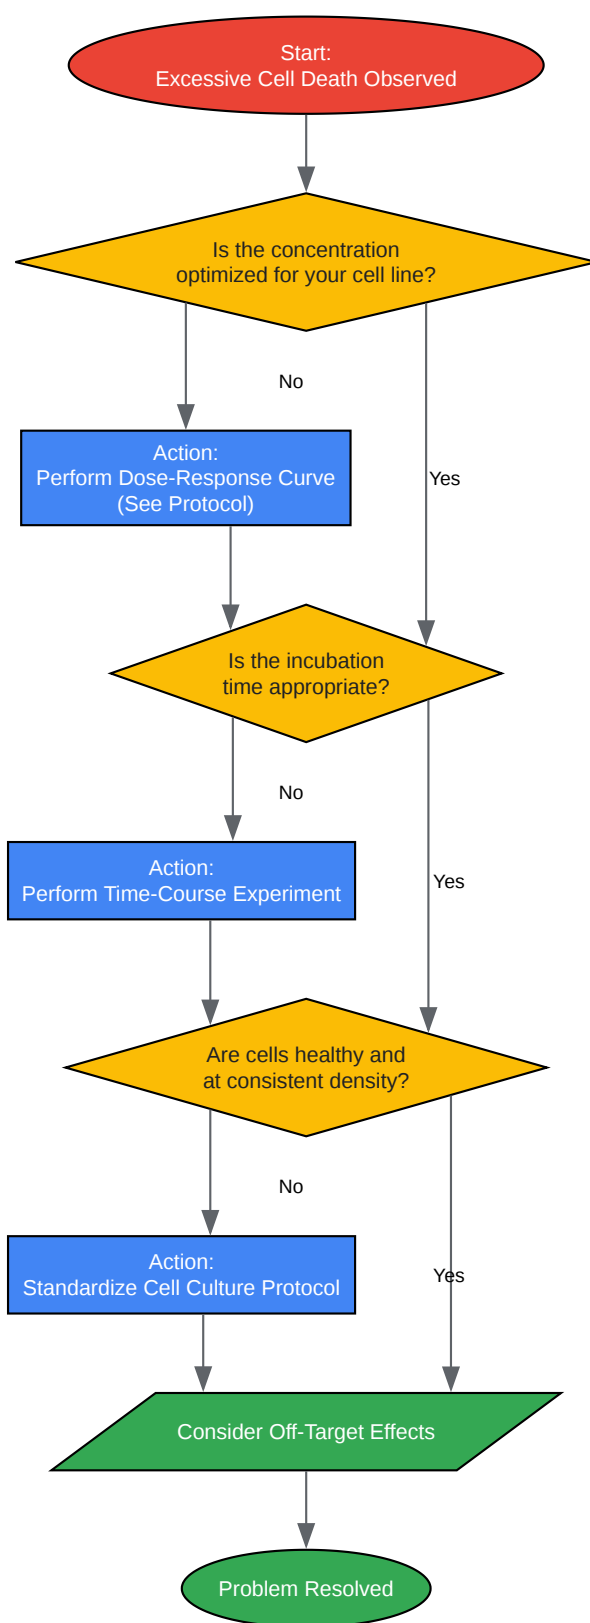 Start:
Excessive Cell Death Observed
Is the concentration
optimized for your cell line?
No
Action:
Perform Dose-Response Curve
(See Protocol)
Yes
Is the incubation
time appropriate?
No
Action:
Perform Time-Course Experiment
Yes
Are cells healthy and
at consistent density?
No
Action:
Standardize Cell Culture Protocol
Yes
Consider Off-Target Effects
Problem Resolved